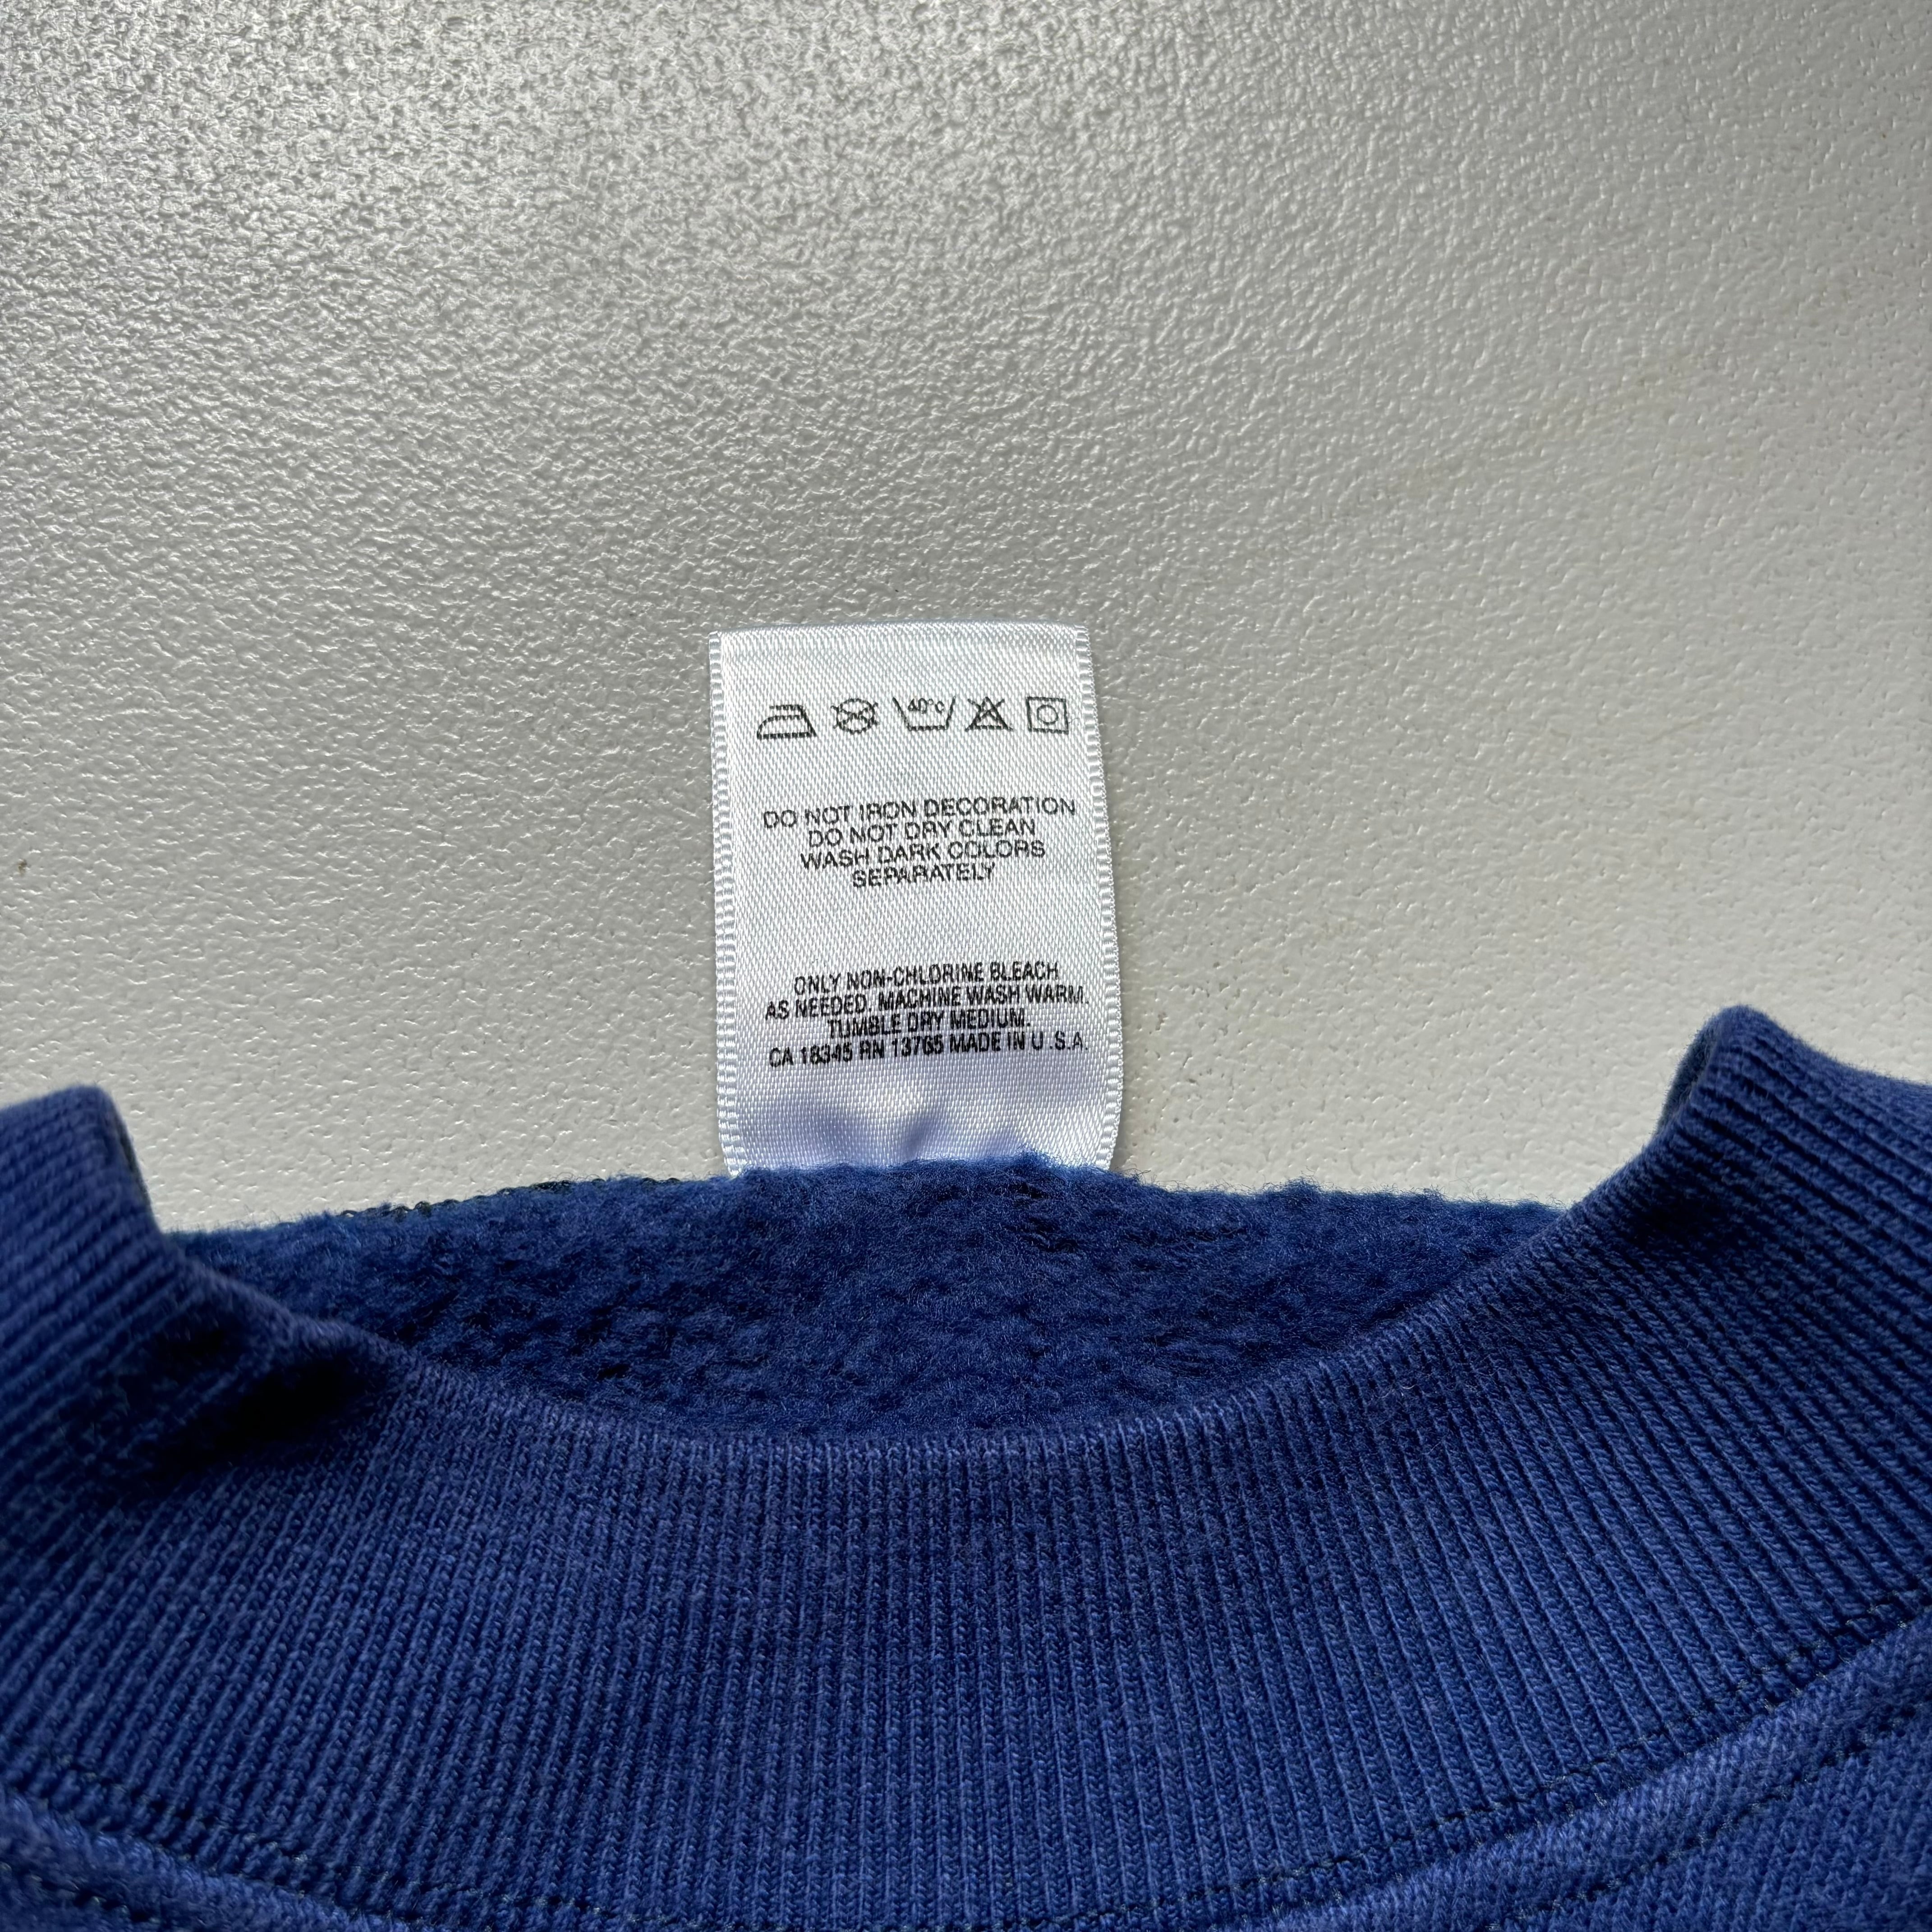 40°C
DO NOT IRON DECORATION
DO NOT DRY CLEAN
WASH DARK COLORS
SEPARATELY
ONLY NON-CHLORINE BLEACH
AS NEEDED. MACHINE WASH WARM.
TUMBLE DRY MEDIUM.
CA 18345 RN 13765 MADE IN U.S.A.